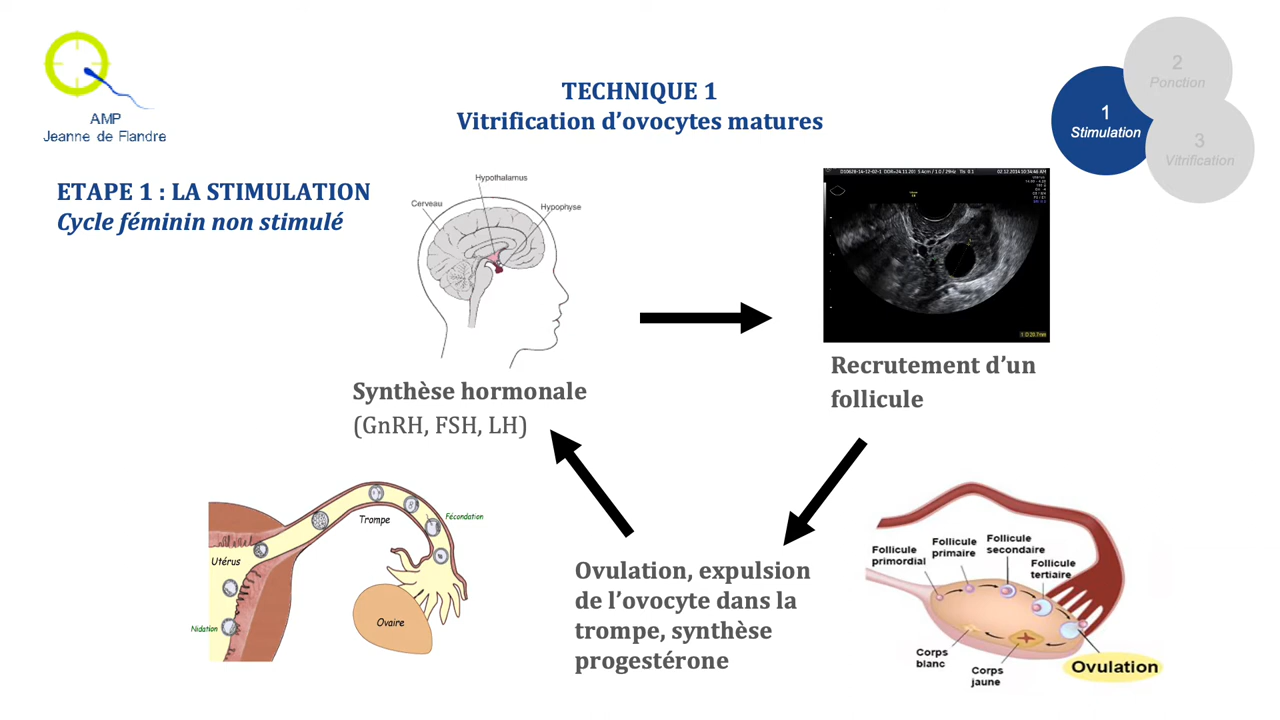 AMP
Jeanne de Flandre
TECHNIQUE 1
Vitrification d’ovocytes matures
1
Stimulation
2
Ponction
3
Vitrification
ETAPE 1 : LA STIMULATION
Cycle féminin non stimulé
Hypothalamus
Cerveau
Hypophyse
Synthèse hormonale
(GnRH, FSH, LH)
Recrutement d’un
follicule
Ovulation, expulsion
de l’ovocyte dans la
trompe, synthèse
progestérone
Trompe
Fécondation
Utérus
Nidation
Ovaire
Follicule
primordial
Follicule
primaire
Follicule
secondaire
Follicule
tertiaire
Corps
blanc
Corps
jaune
Ovulation